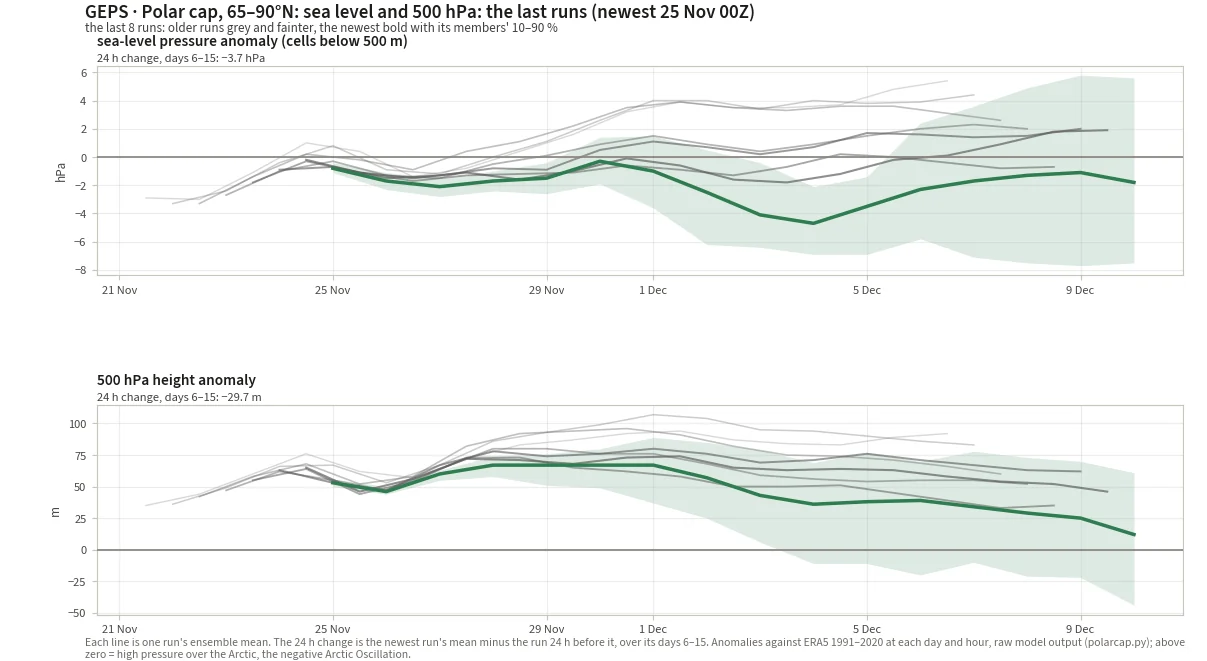 GEPS · Polar cap, 65–90°N: sea level and 500 hPa: the last runs (newest 25 Nov 00Z)
the last 8 runs: older runs grey and fainter, the newest bold with its members' 10–90 %
sea-level pressure anomaly (cells below 500 m)
24 h change, days 6–15: −3.7 hPa
6
4
2
0
−2
−4
−6
−8
hPa
21 Nov
25 Nov
29 Nov
1 Dec
5 Dec
9 Dec
500 hPa height anomaly
24 h change, days 6–15: −29.7 m
100
75
50
25
0
−25
−50
m
21 Nov
25 Nov
29 Nov
1 Dec
5 Dec
9 Dec
Each line is one run's ensemble mean. The 24 h change is the newest run's mean minus the run 24 h before it, over its days 6–15. Anomalies against ERA5 1991–2020 at each day and hour, raw model output (polarcap.py); above
zero = high pressure over the Arctic, the negative Arctic Oscillation.